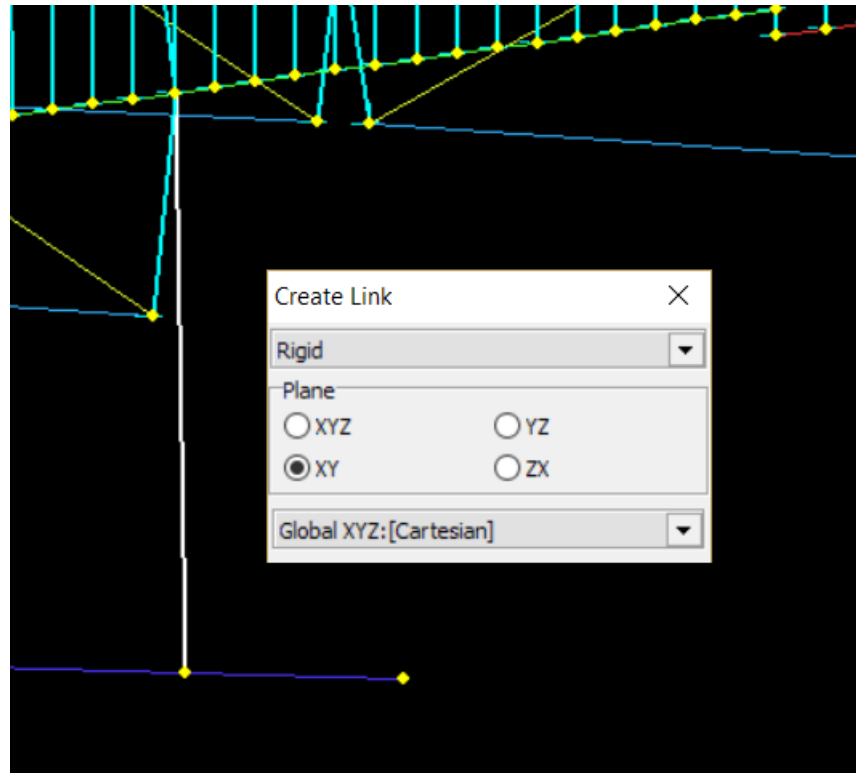 Create Link
Rigid
Plane
XYZ YZ
XY ZX
Global XYZ:[Cartesian]